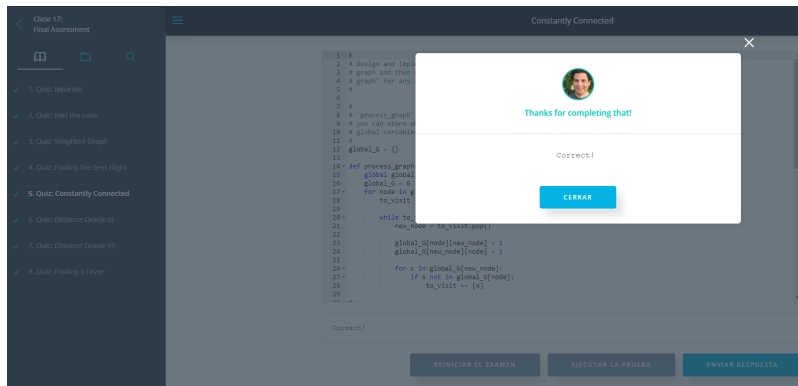 Clase 17:
Final Assessment
Constantly Connected
1. Quiz: Bipartite
2. Quiz: Feel the Love
3. Quiz: Weighted Graph
4. Quiz: Finding the Best Flight
5. Quiz: Constantly Connected
6. Quiz: Distance Oracle (I)
7. Quiz: Distance Oracle (II)
8. Quiz: Finding a Favor
1 #
2 # Design and impl
3 # graph and then
4 # graph" for any
5 #
6
7 #
8 # `process_graph`
9 # you can store a
10 # global variable
11 #
12 global_G = {}
13
14 def process_graph
15 global global
16 global_G = G
17 for node in g
18 to_visit
19
20 while to_
21 new_node = to_visit.pop()
22
23 global_G[node][new_node] = 1
24 global_G[new_node][node] = 1
25
26 for x in global_G[new_node]:
27 if x not in global_G[node]:
28 to_visit += [x]
29
Thanks for completing that!
Correct!
CERRAR
Correct!
REINICIAR EL EXAMEN
EJECUTAR LA PRUEBA
ENVIAR RESPUESTA